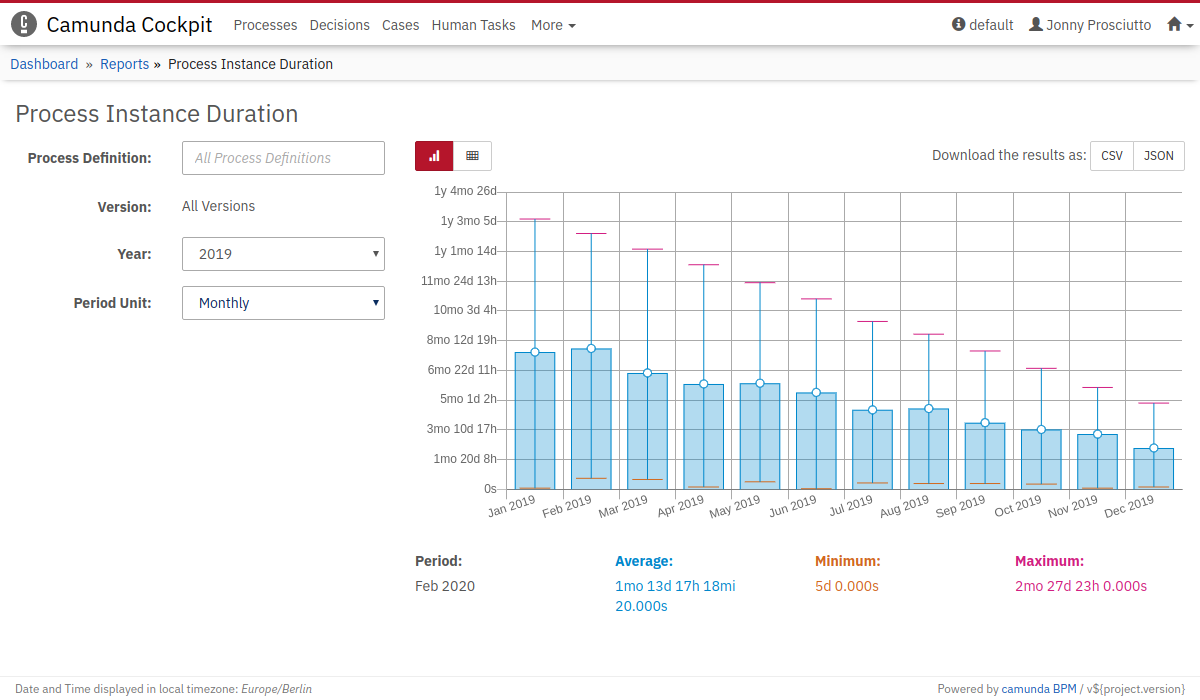 Camunda Cockpit Processes Decisions Cases Human Tasks More default Jonny Prosciutto
Dashboard » Reports » Process Instance Duration
Process Instance Duration
Process Definition: All Process Definitions
Download the results as: CSV JSON
Version: All Versions
Year: 2019
Period Unit: Monthly
1y 4mo 26d
1y 3mo 5d
1y 1mo 14d
11mo 24d 13h
10mo 3d 4h
8mo 12d 19h
6mo 22d 11h
5mo 1d 2h
3mo 10d 17h
1mo 20d 8h
0s
Jan 2019 Feb 2019 Mar 2019 Apr 2019 May 2019 Jun 2019 Jul 2019 Aug 2019 Sep 2019 Oct 2019 Nov 2019 Dec 2019
Period: Average: Minimum: Maximum:
Feb 2020 1mo 13d 17h 18mi 5d 0.000s 2mo 27d 23h 0.000s
20.000s
Date and Time displayed in local timezone: Europe/Berlin Powered by camunda BPM / v${project.version}